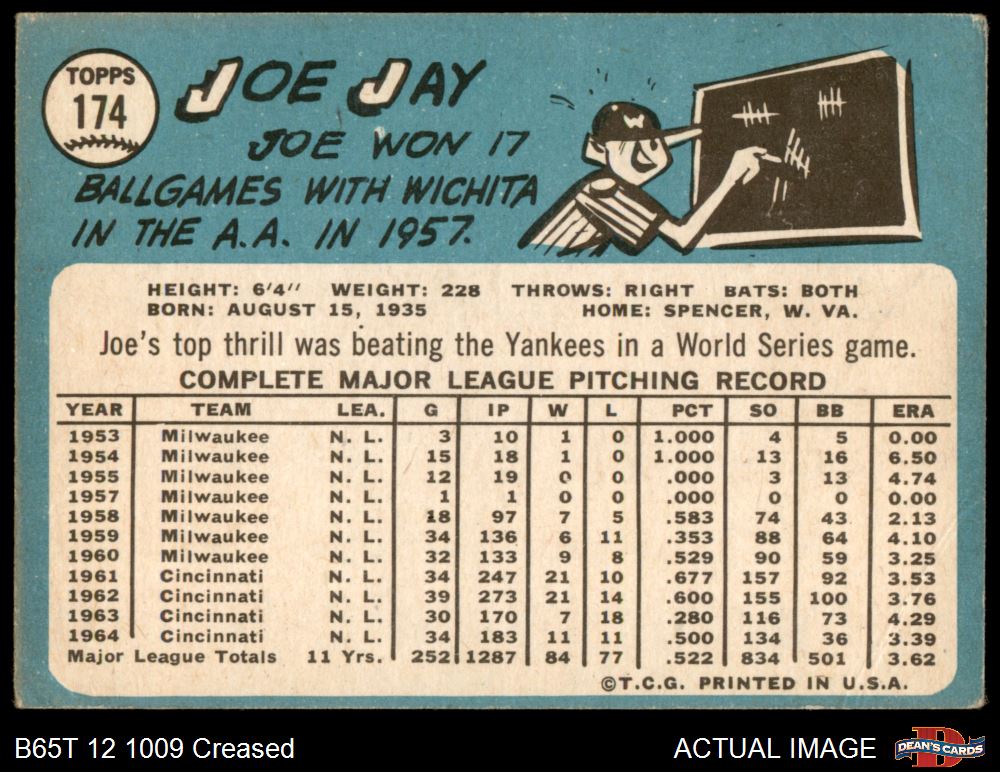 TOPPS
174
JOE JAY
JOE WON 17
BALLGAMES WITH WICHITA
IN THE A.A. IN 1957.
W
HEIGHT: 6'4" WEIGHT: 228 THROWS: RIGHT BATS: BOTH
BORN: AUGUST 15, 1935 HOME: SPENCER, W. VA.
Joe's top thrill was beating the Yankees in a World Series game.
COMPLETE MAJOR LEAGUE PITCHING RECORD
YEAR TEAM LEA. G IP W L PCT SO BB ERA
1953 Milwaukee N. L. 3 10 1 0 1.000 4 5 0.00
1954 Milwaukee N. L. 15 18 1 0 1.000 13 16 6.50
1955 Milwaukee N. L. 12 19 0 0 .000 3 13 4.74
1957 Milwaukee N. L. 1 1 0 0 .000 0 0 0.00
1958 Milwaukee N. L. 18 97 7 5 .583 74 43 2.13
1959 Milwaukee N. L. 34 136 6 11 .353 88 64 4.10
1960 Milwaukee N. L. 32 133 9 8 .529 90 59 3.25
1961 Cincinnati N. L. 34 247 21 10 .677 157 92 3.53
1962 Cincinnati N. L. 39 273 21 14 .600 155 100 3.76
1963 Cincinnati N. L. 30 170 7 18 .280 116 73 4.29
1964 Cincinnati N. L. 34 183 11 11 .500 134 36 3.39
Major League Totals 11 Yrs. 252 1287 84 77 .522 834 501 3.62
©T.C.G. PRINTED IN U.S.A.
B65T 12 1009 Creased ACTUAL IMAGE DEAN'S CARDS